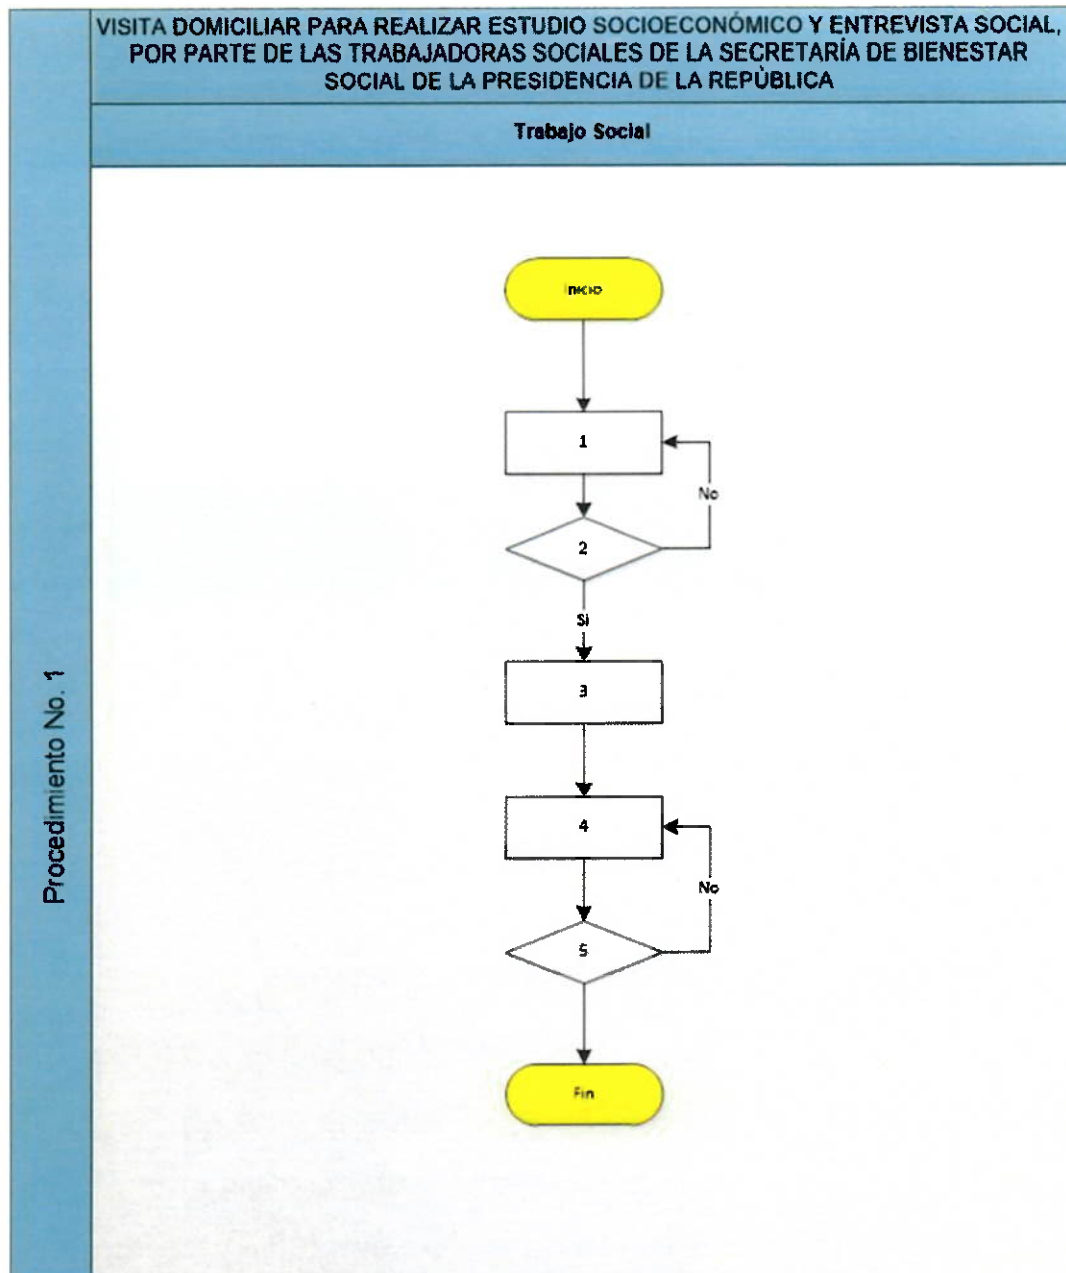 VISITA DOMICILIAR PARA REALIZAR ESTUDIO SOCIOECONÓMICO Y ENTREVISTA SOCIAL,
POR PARTE DE LAS TRABAJADORAS SOCIALES DE LA SECRETARÍA DE BIENESTAR
SOCIAL DE LA PRESIDENCIA DE LA REPÚBLICA
Trabajo Social
Procedimiento No. 1
Inicio
1
No
2
Si
3
4
No
5
Fin